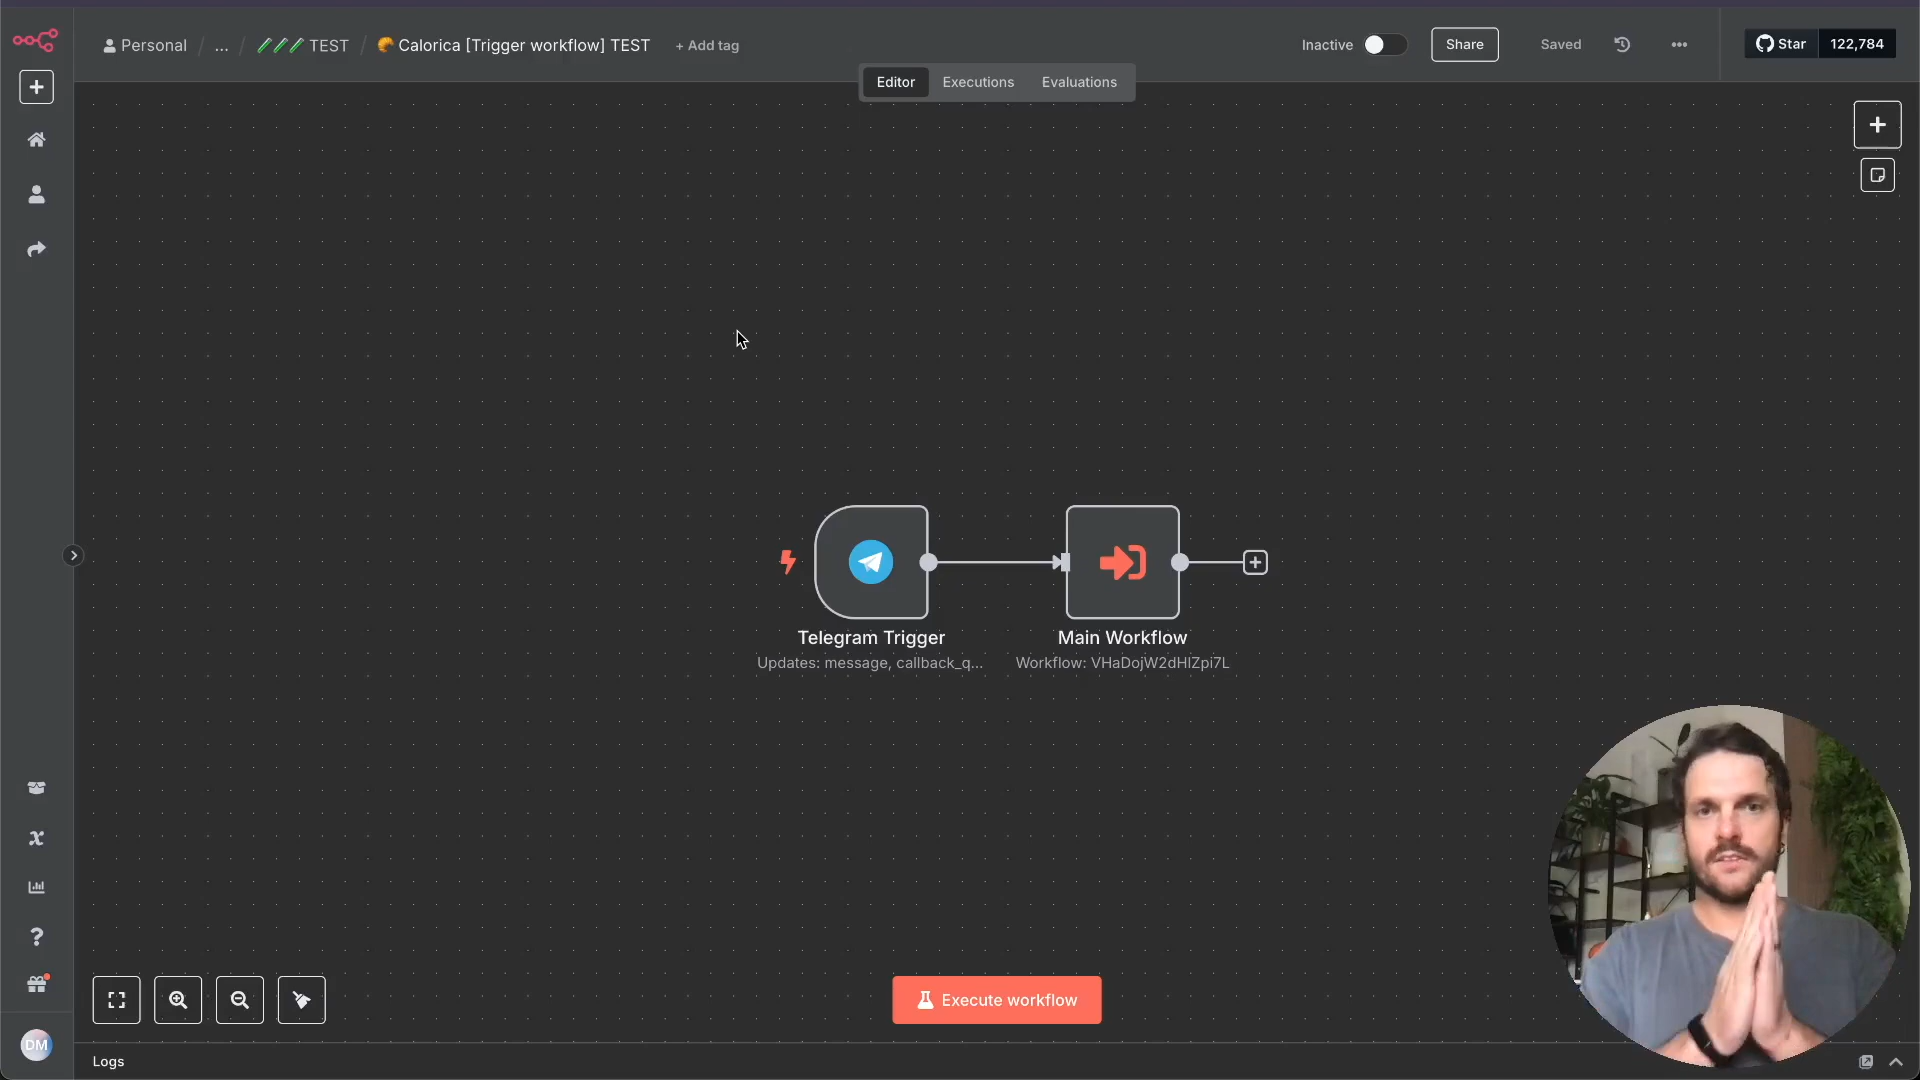 Personal / ... / TEST / Calorica [Trigger workflow] TEST + Add tag
Inactive
Share
Saved
Star 122,784
Editor Executions Evaluations
Telegram Trigger
Updates: message, callback_q...
Main Workflow
Workflow: VHaDojW2dHlZpi7L
Execute workflow
DM
Logs